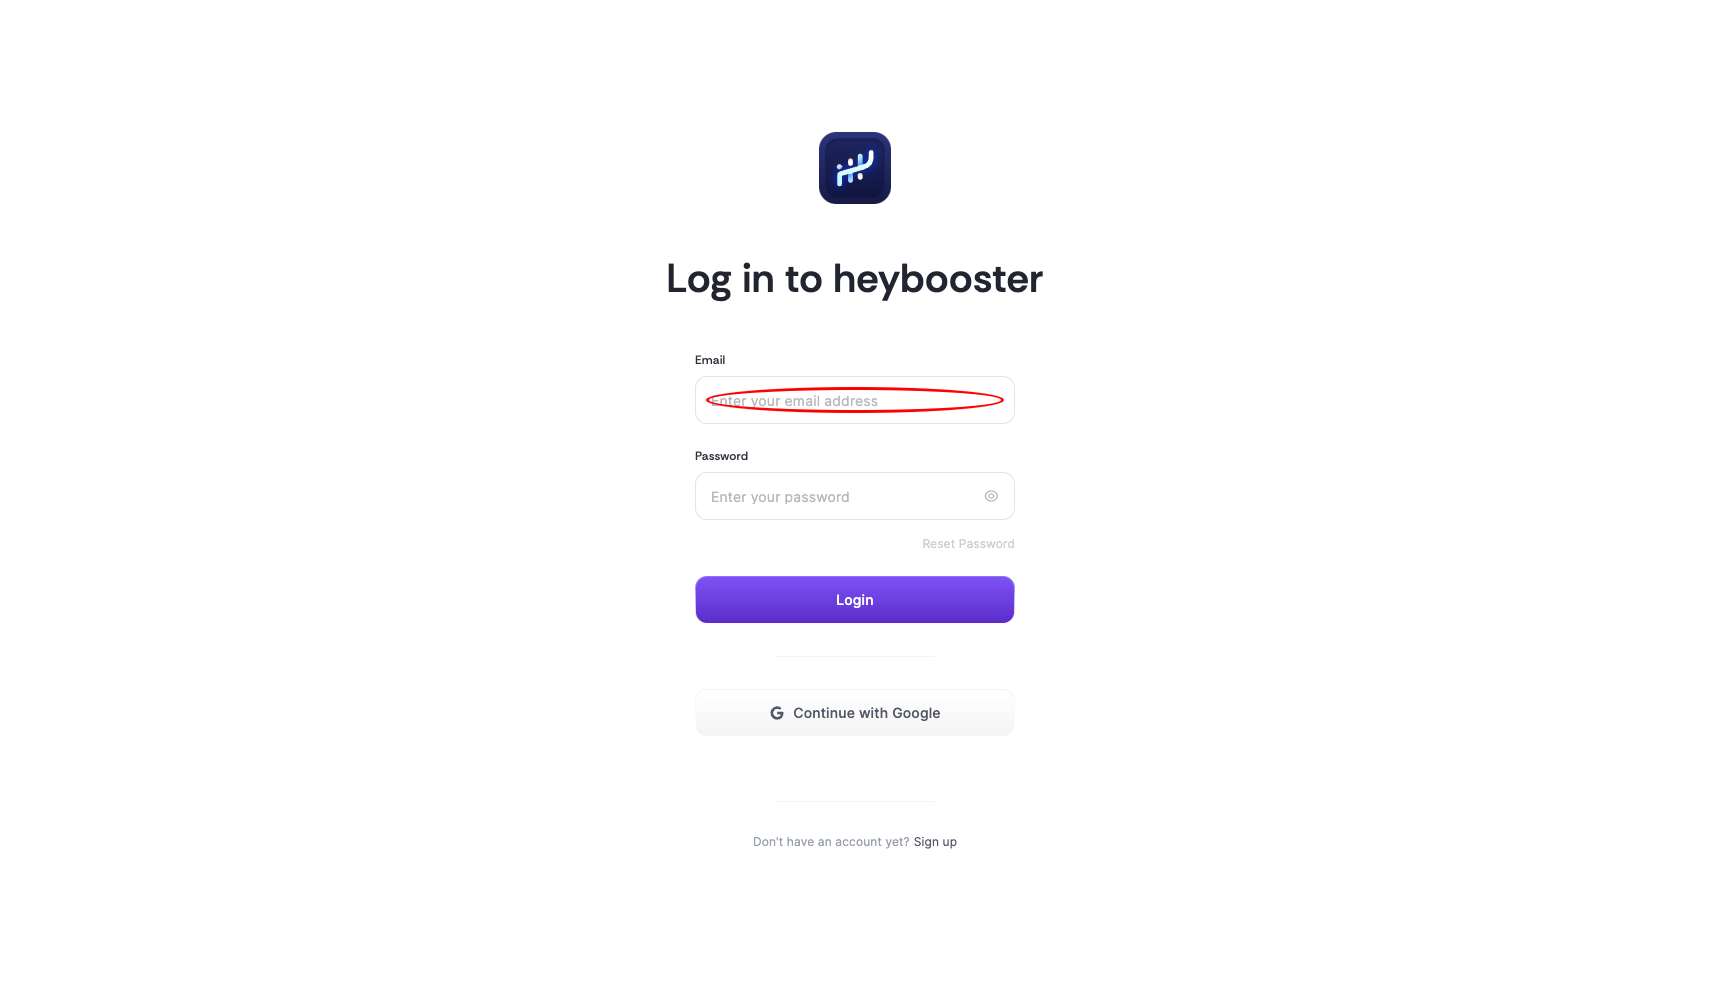 Log in to heybooster
Email
Enter your email address
Password
Enter your password
Reset Password
Login
Continue with Google
Don't have an account yet? Sign up